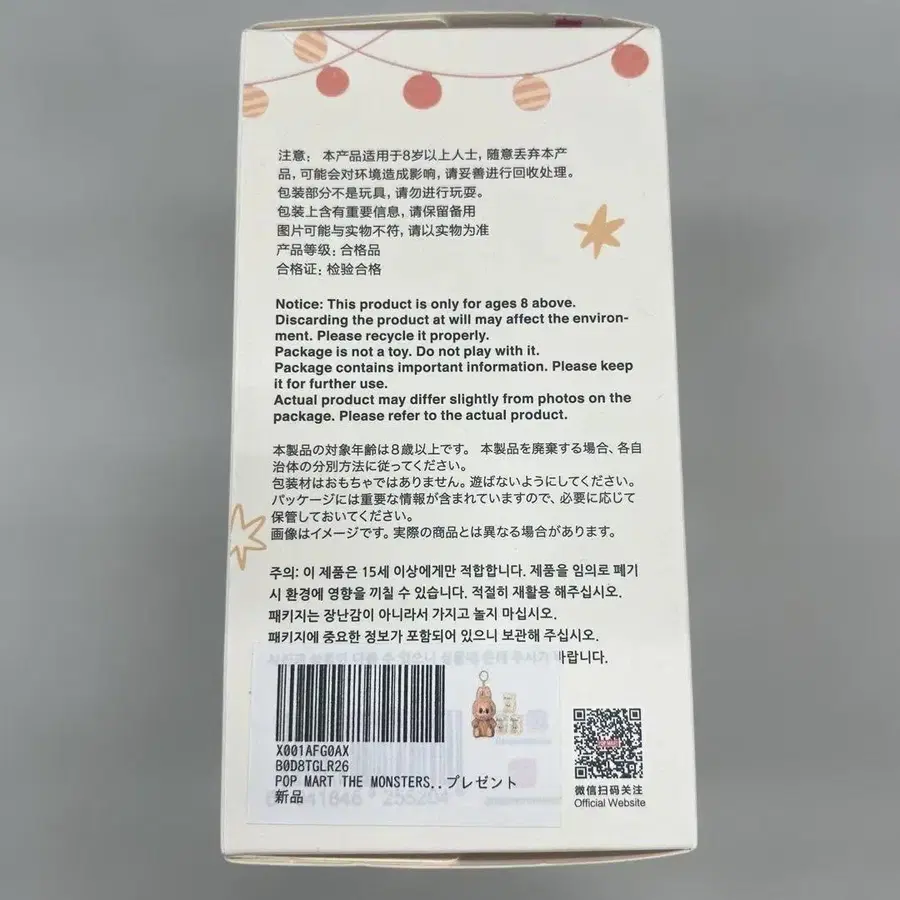 注意: 本产品适用于8岁以上人士, 随意丢弃本产
品, 可能会对环境造成影响, 请妥善进行回收处理。
包装部分不是玩具, 请勿进行玩耍。
包装上含有重要信息, 请保留备用
图片可能与实物不符, 请以实物为准
产品等级: 合格品
合格证: 检验合格
Notice: This product is only for ages 8 above.
Discarding the product at will may affect the environ-
ment. Please recycle it properly.
Package is not a toy. Do not play with it.
Package contains important information. Please keep
it for further use.
Actual product may differ slightly from photos on the
package. Please refer to the actual product.
本製品の対象年齢は8歳以上です。 本製品を廃棄する場合、各自
治体の分別方法に従ってください。
包装材はおもちゃではありません。遊ばないようにしてください。
パッケージには重要な情報が含まれていますので、必要に応じて
保管しておいてください。
画像はイメージです。実際の商品とは異なる場合があります。
주의: 이 제품은 15세 이상에게만 적합합니다. 제품을 임의로 폐기
시 환경에 영향을 끼칠 수 있습니다. 적절히 재활용 해주십시오.
패키지는 장난감이 아니라서 가지고 놀지 마십시오.
패키지에 중요한 정보가 포함되어 있으니 보관해 주십시오.
바랍니다.
X001AFG0AX
B0D8TGLR26
POP MART THE MONSTERS..プレゼント
新品
POP MART
微信扫码关注
Official Website